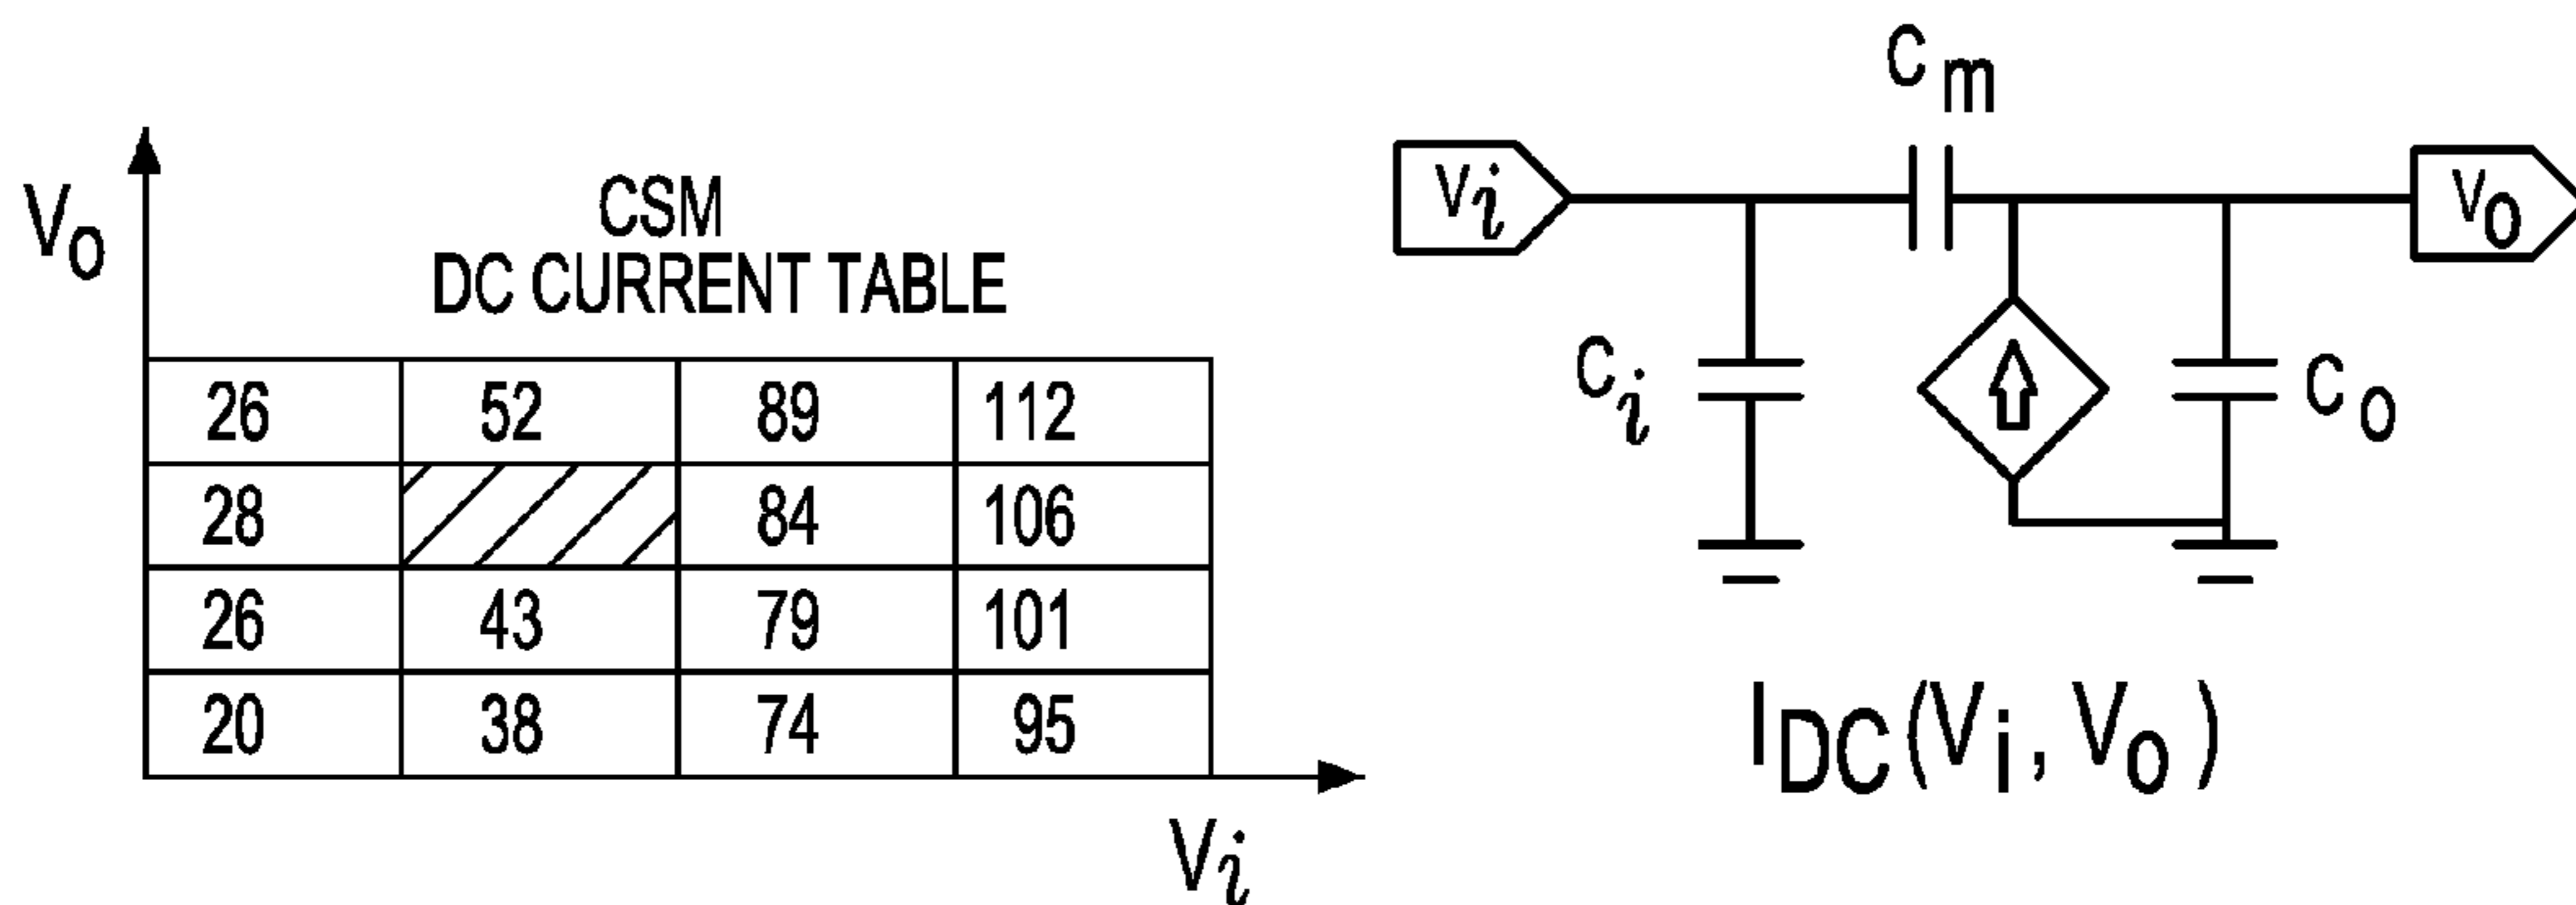 Vo
CSM
DC CURRENT TABLE
26 52 89 112
28 84 106
26 43 79 101
20 38 74 95
Vi
Cm
Vi
Vo
Ci
Co
IDC(Vi, Vo)